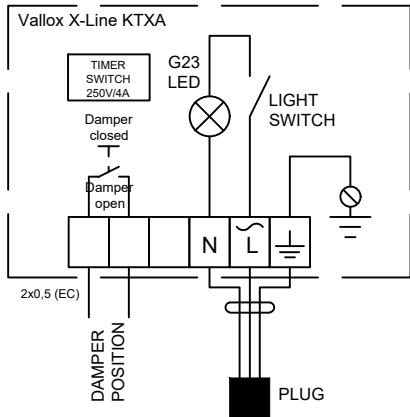 Vallox X-Line KTXA
TIMER
SWITCH
250V/4A
G23
LED
LIGHT
SWITCH
Damper
closed
Damper
open
N
L
2x0,5 (EC)
DAMPER
POSITION
PLUG